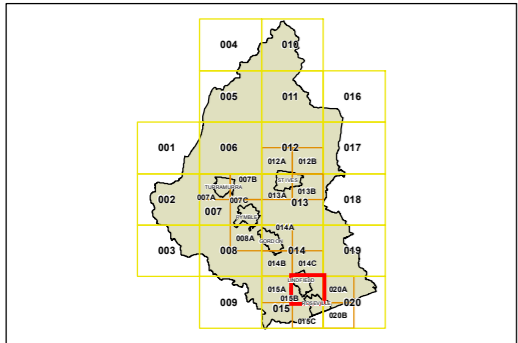 004 010
005 011 016
001 006 012 017
012A 012B
007B ST.IVES
TURRAMURRA
002 007A 007C 013A 013B 018
007 PYMBLE 013
008A GORDON 014A
003 008 014 019
014B 014C
LINDFIELD
015A 020A
015B
009 015 ROSEVILLE 020
015C 020B